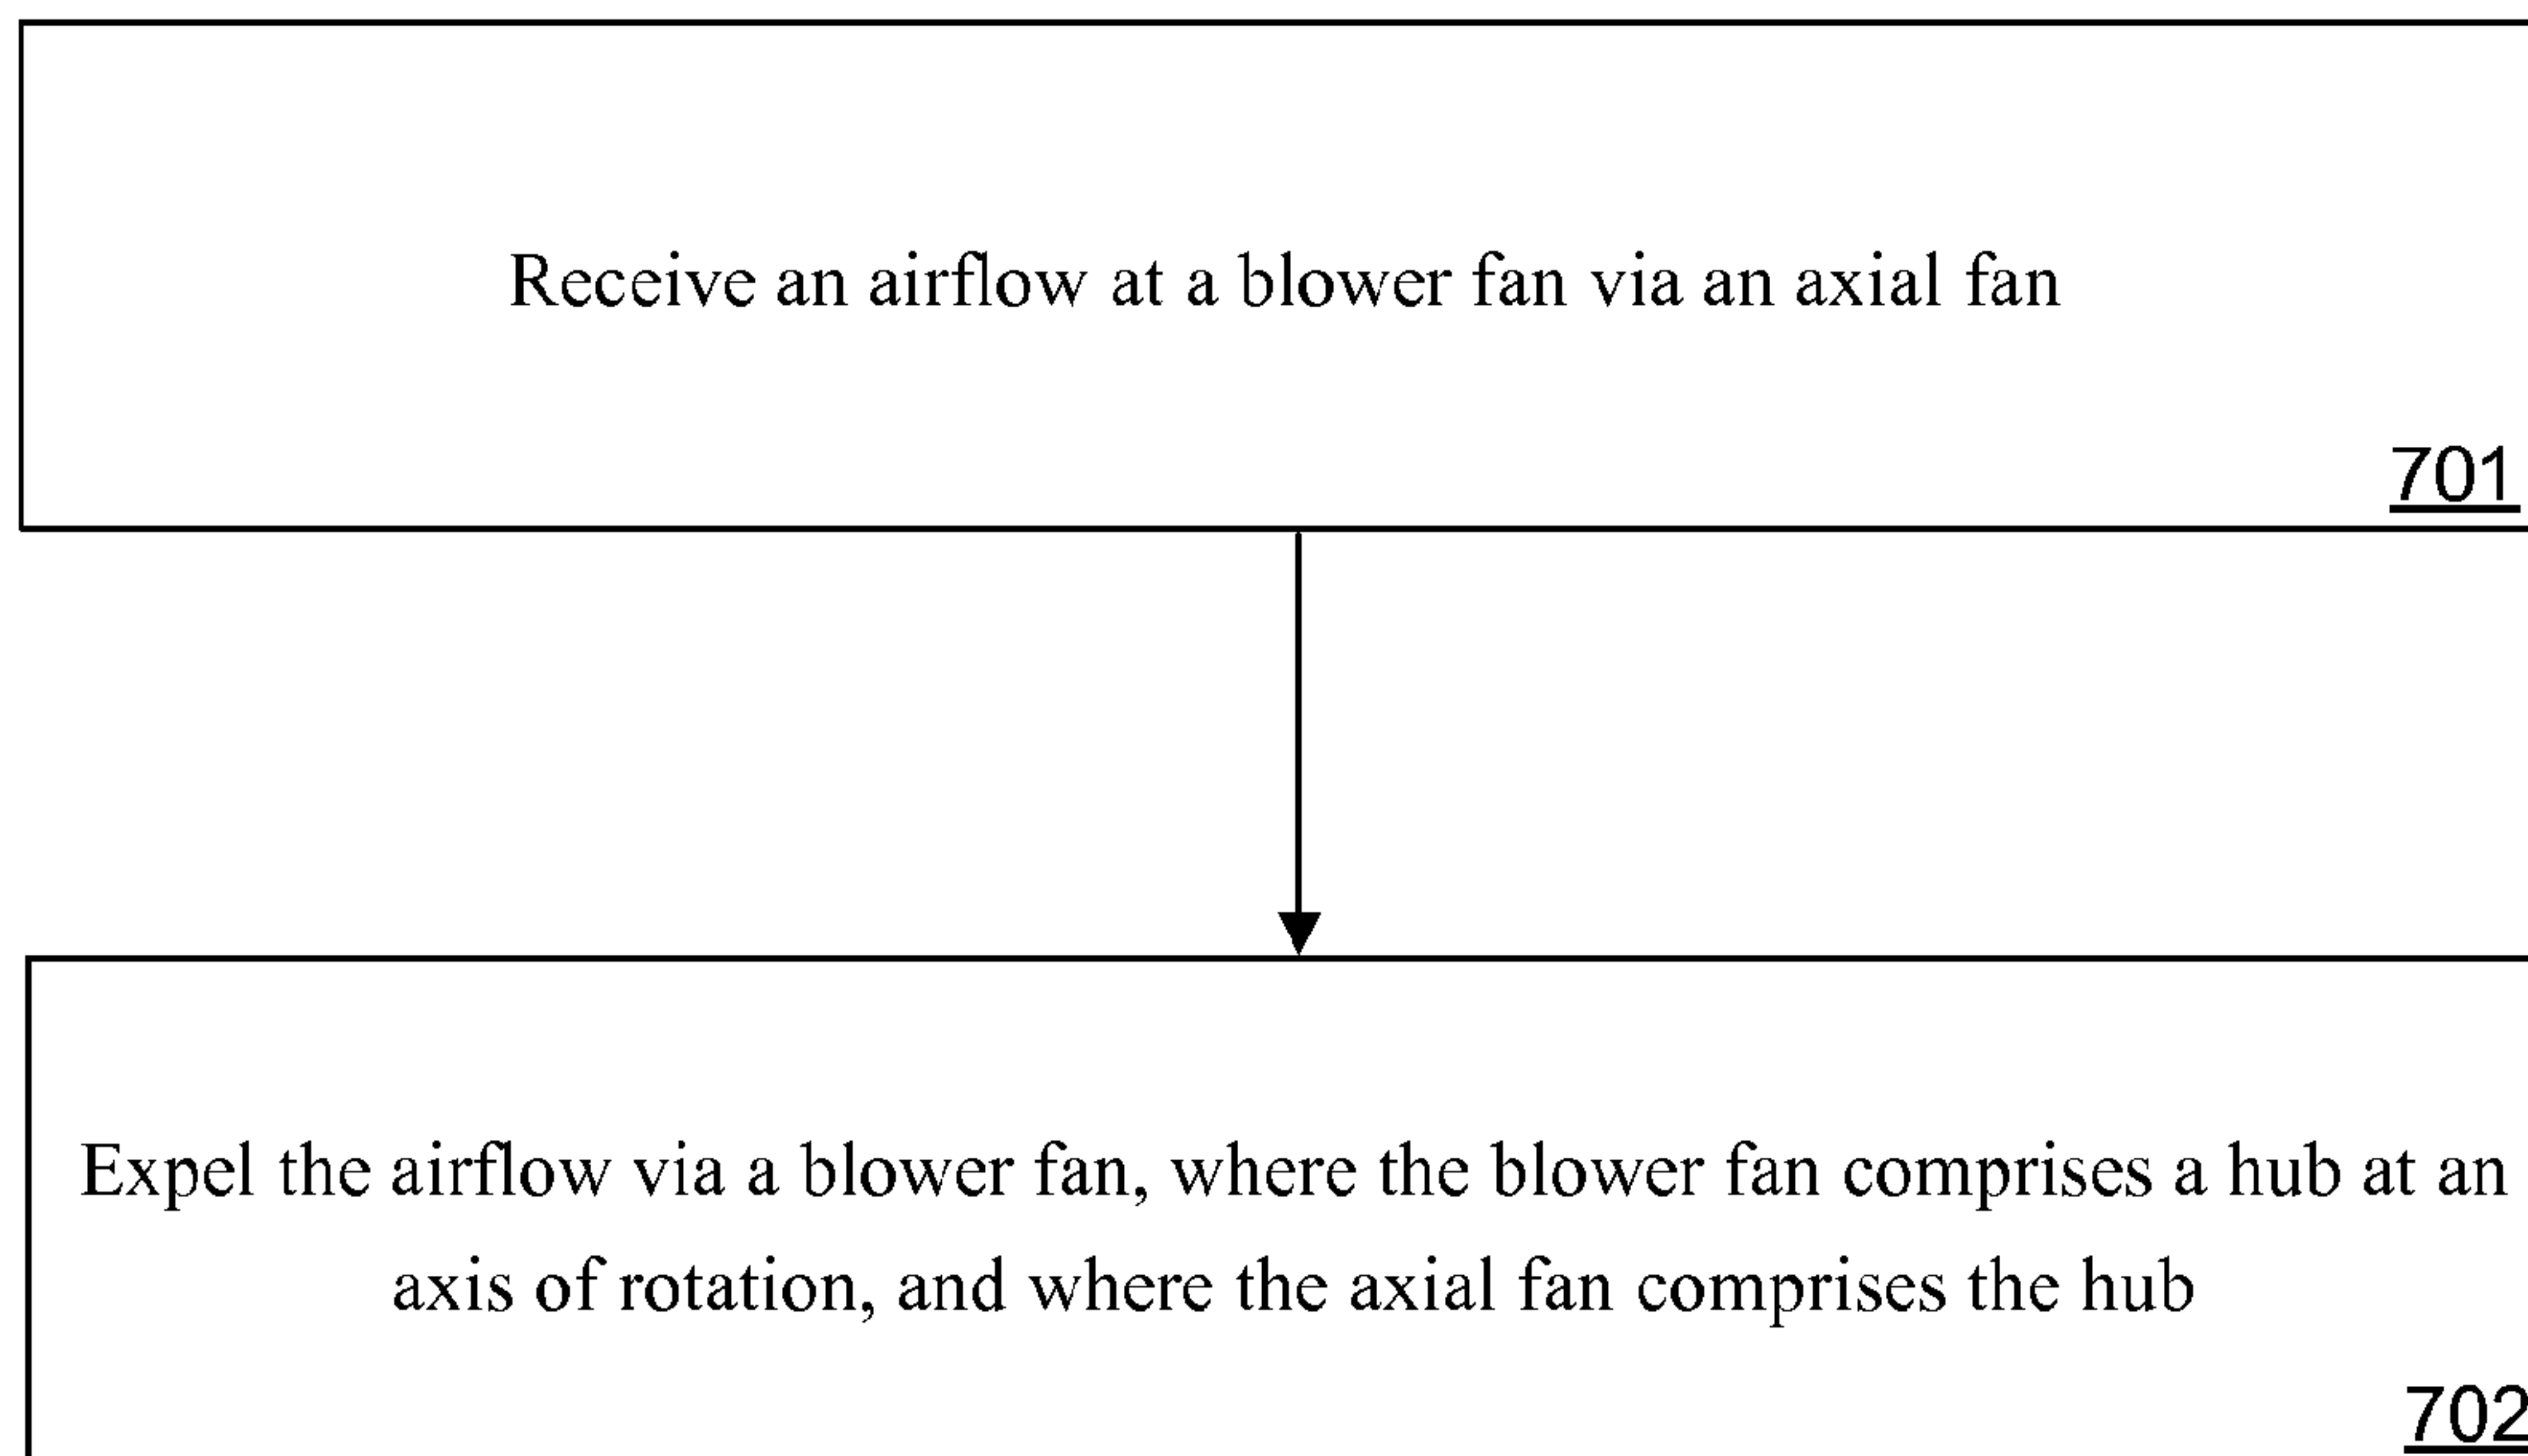 Receive an airflow at a blower fan via an axial fan
701
Expel the airflow via a blower fan, where the blower fan comprises a hub at an
axis of rotation, and where the axial fan comprises the hub
702